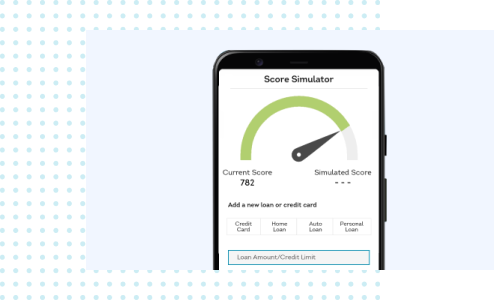 Score Simulator
Current Score
Simulated Score
782
- - -
Add a new loan or credit card
Credit Card
Home Loan
Auto Loan
Personal Loan
Loan Amount/Credit Limit